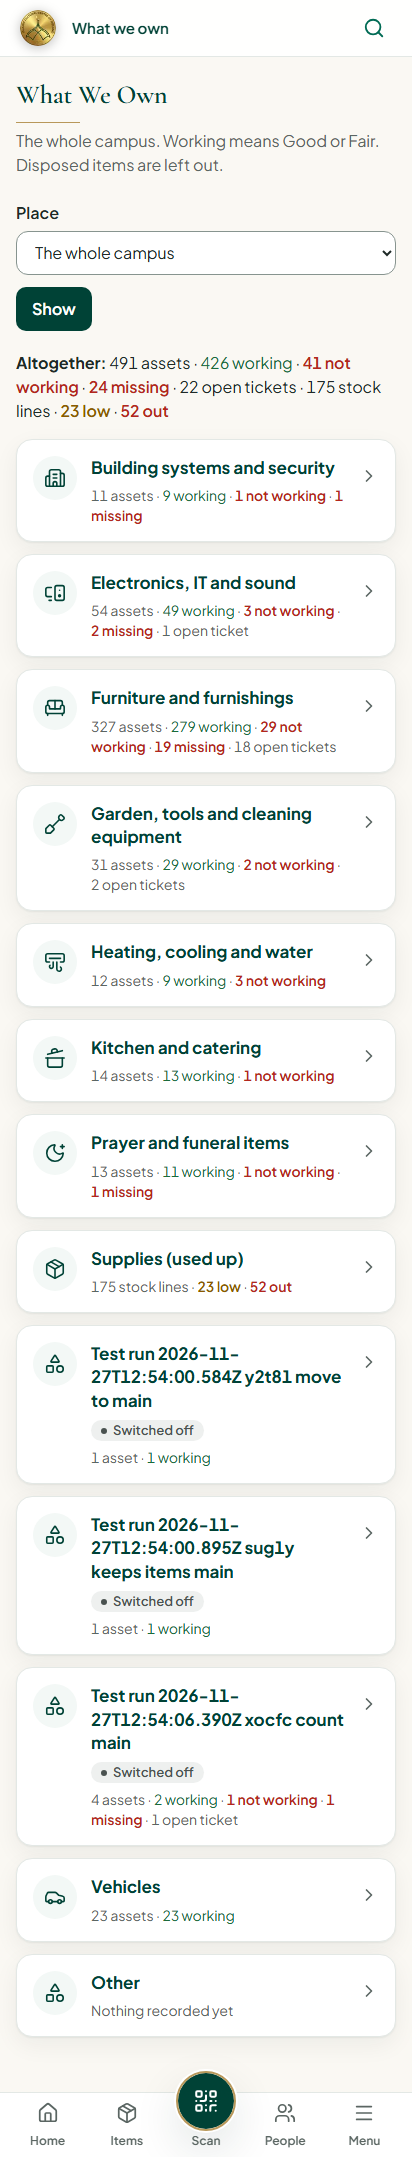 What we own
What We Own
The whole campus. Working means Good or Fair.
Disposed items are left out.
Place
The whole campus
Show
Altogether: 491 assets · 426 working · 41 not
working · 24 missing · 22 open tickets · 175 stock
lines · 23 low · 52 out
Building systems and security
11 assets · 9 working · 1 not working · 1
missing
Electronics, IT and sound
54 assets · 49 working · 3 not working ·
2 missing · 1 open ticket
Furniture and furnishings
327 assets · 279 working · 29 not
working · 19 missing · 18 open tickets
Garden, tools and cleaning
equipment
31 assets · 29 working · 2 not working ·
2 open tickets
Heating, cooling and water
12 assets · 9 working · 3 not working
Kitchen and catering
14 assets · 13 working · 1 not working
Prayer and funeral items
13 assets · 11 working · 1 not working ·
1 missing
Supplies (used up)
175 stock lines · 23 low · 52 out
Test run 2026-11-
27T12:54:00.584Z y2t81 move
to main
Switched off
1 asset · 1 working
Test run 2026-11-
27T12:54:00.895Z sug1y
keeps items main
Switched off
1 asset · 1 working
Test run 2026-11-
27T12:54:06.390Z xocfc count
main
Switched off
4 assets · 2 working · 1 not working · 1
missing · 1 open ticket
Vehicles
23 assets · 23 working
Other
Nothing recorded yet
Home
Items
Scan
People
Menu